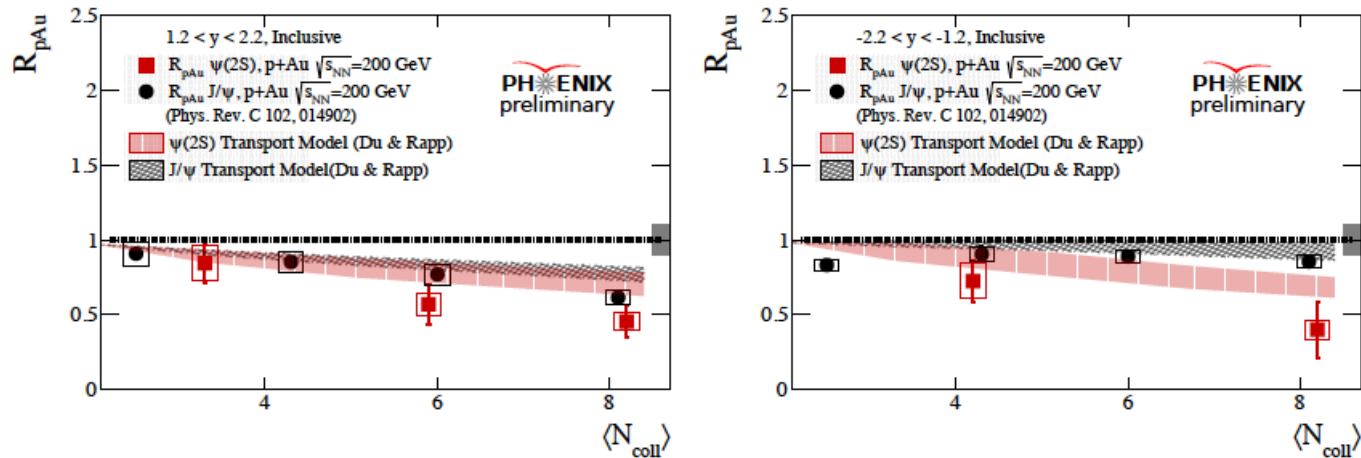 R_pAu
2.5
2
1.5
1
0.5
0
1.2 < y < 2.2, Inclusive
R_pAu ψ(2S), p+Au √s_NN=200 GeV
R_pAu J/ψ, p+Au √s_NN=200 GeV
(Phys. Rev. C 102, 014902)
ψ(2S) Transport Model (Du & Rapp)
J/ψ Transport Model(Du & Rapp)
PHENIX
preliminary
4
6
8
⟨N_coll⟩
R_pAu
2.5
2
1.5
1
0.5
0
-2.2 < y < -1.2, Inclusive
R_pAu ψ(2S), p+Au √s_NN=200 GeV
R_pAu J/ψ, p+Au √s_NN=200 GeV
(Phys. Rev. C 102, 014902)
ψ(2S) Transport Model (Du & Rapp)
J/ψ Transport Model(Du & Rapp)
PHENIX
preliminary
4
6
8
⟨N_coll⟩